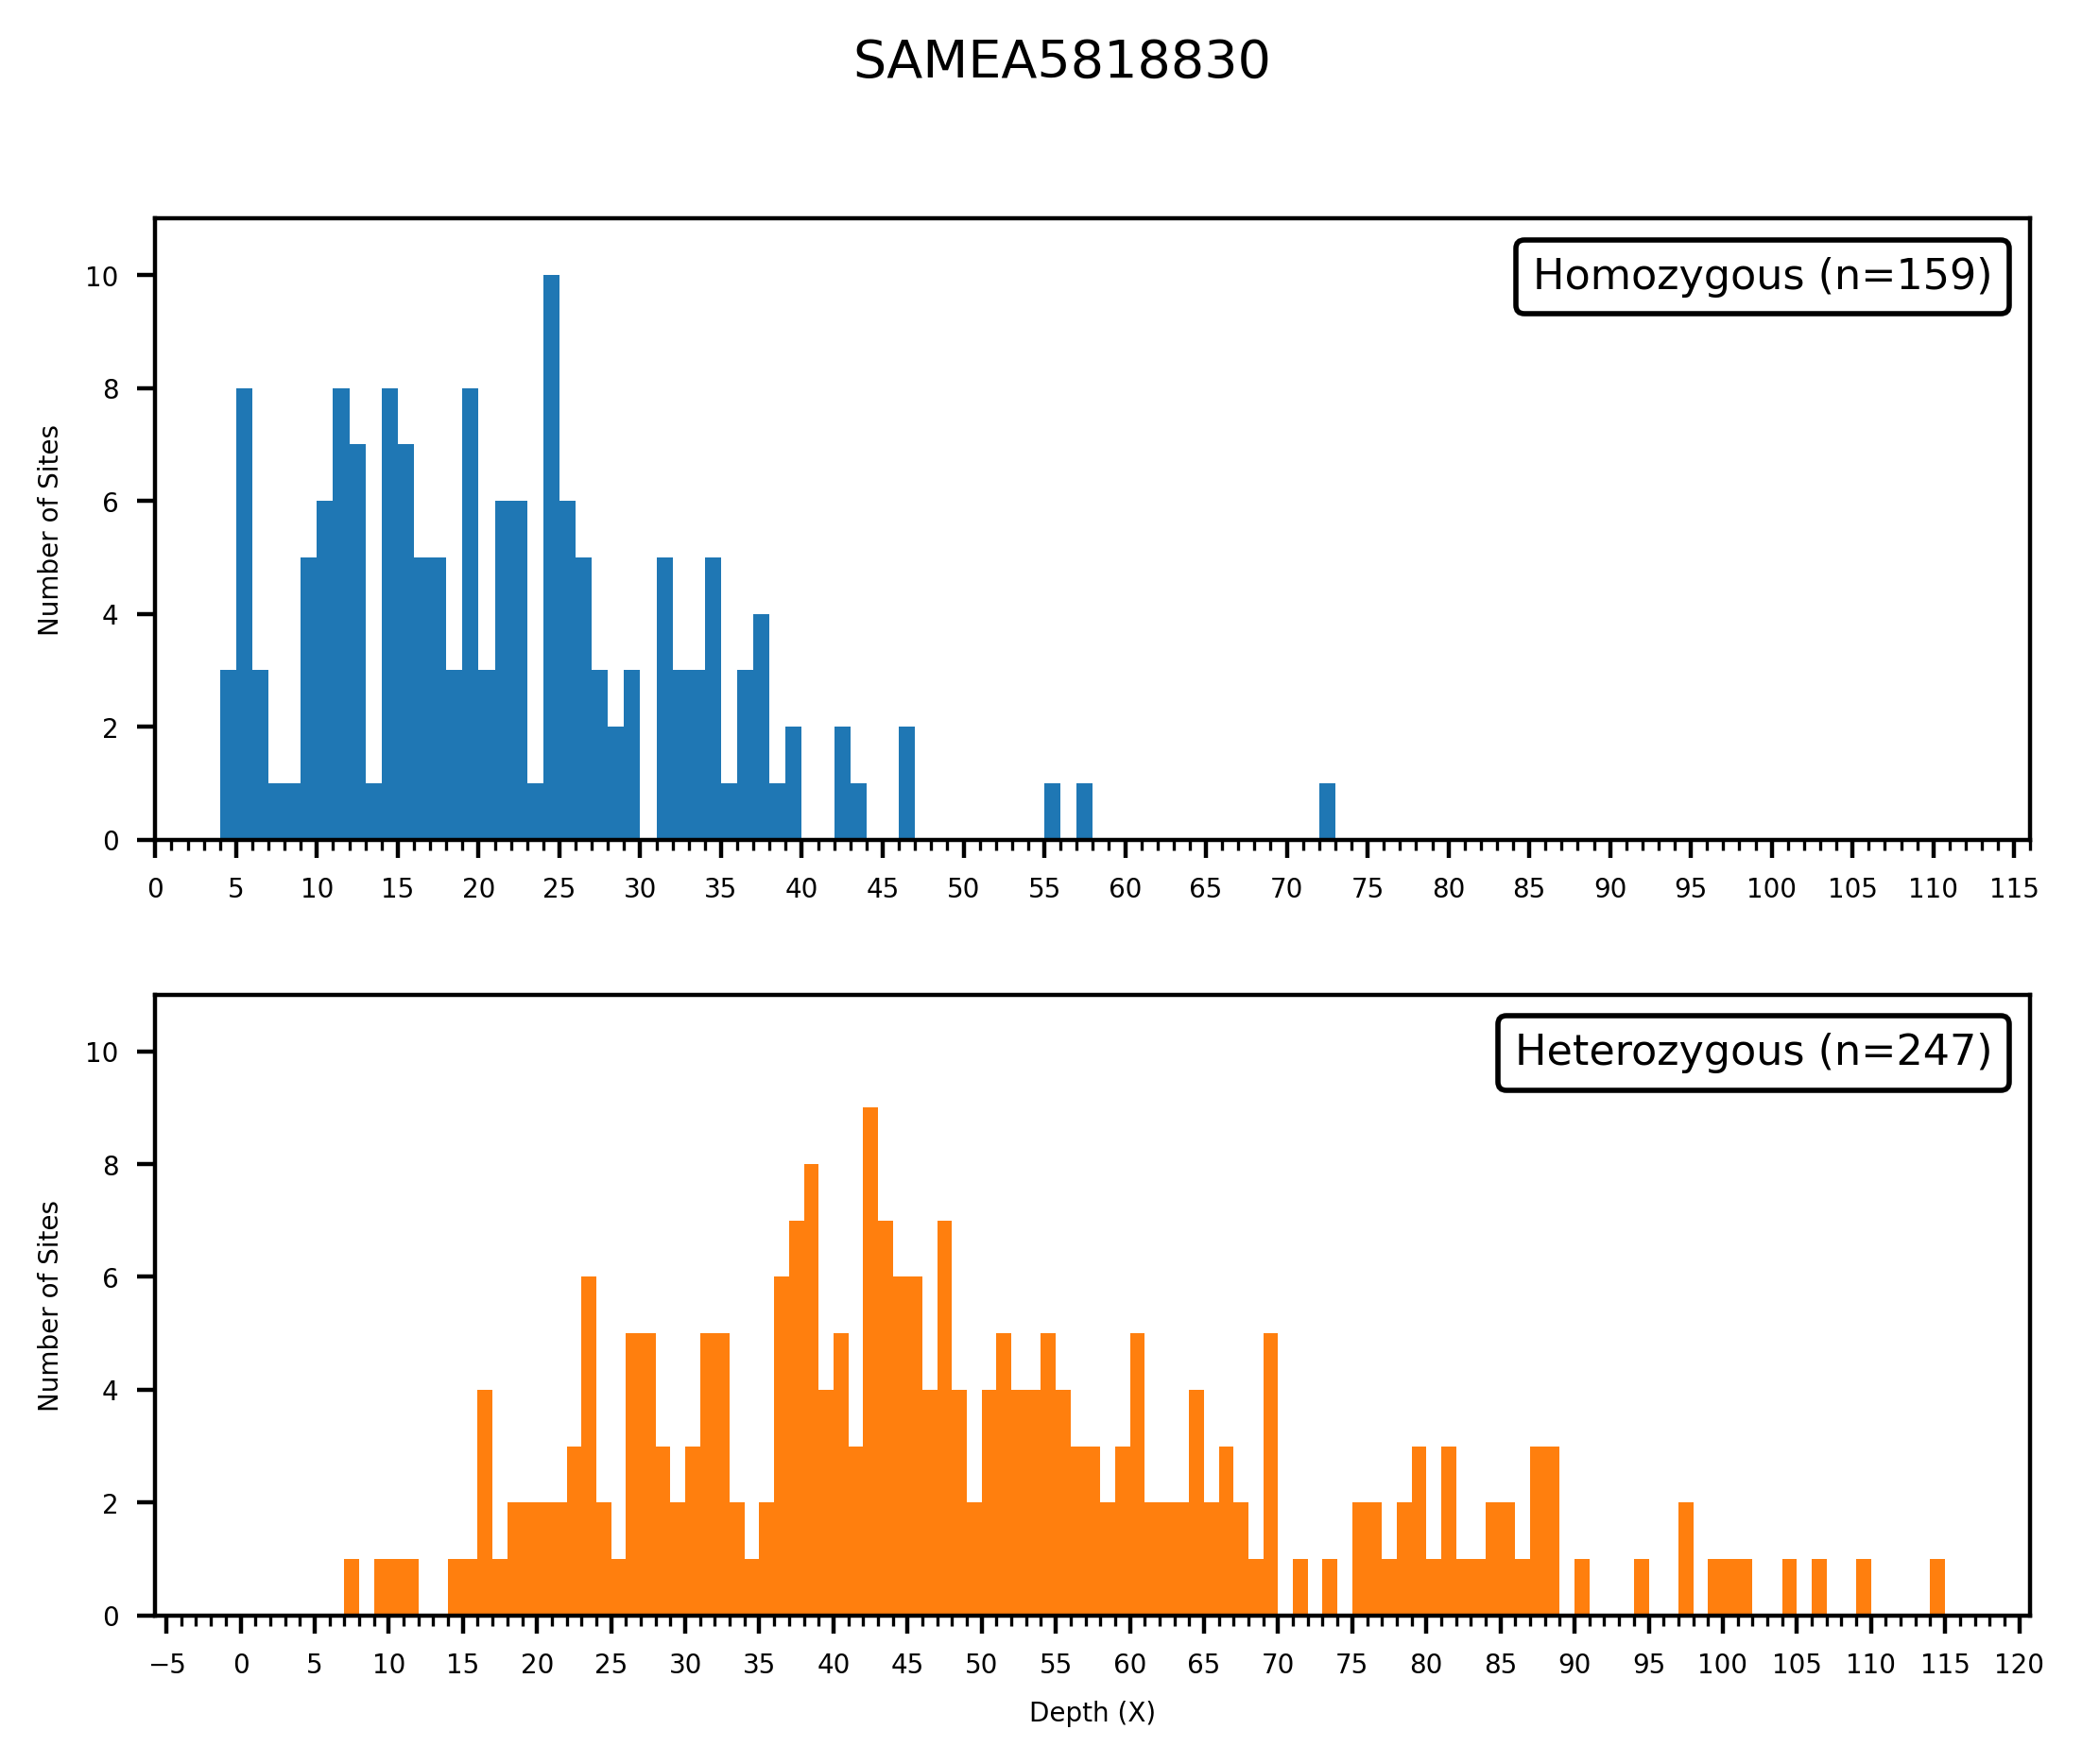 SAMEA5818830
Homozygous (n=159)
Number of Sites
10
8
6
4
2
0
0 5 10 15 20 25 30 35 40 45 50 55 60 65 70 75 80 85 90 95 100 105 110 115
Heterozygous (n=247)
Number of Sites
10
8
6
4
2
0
−5 0 5 10 15 20 25 30 35 40 45 50 55 60 65 70 75 80 85 90 95 100 105 110 115 120
Depth (X)